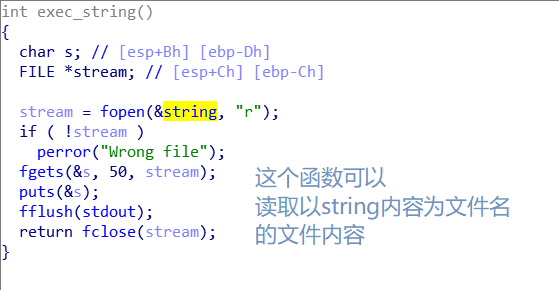 int exec_string()
{
  char s; // [esp+Bh] [ebp-Dh]
  FILE *stream; // [esp+Ch] [ebp-Ch]

  stream = fopen(&string, "r");
  if ( !stream )
    perror("Wrong file");
  fgets(&s, 50, stream);
  puts(&s);
  fflush(stdout);
  return fclose(stream);
}
这个函数可以
读取以string内容为文件名
的文件内容